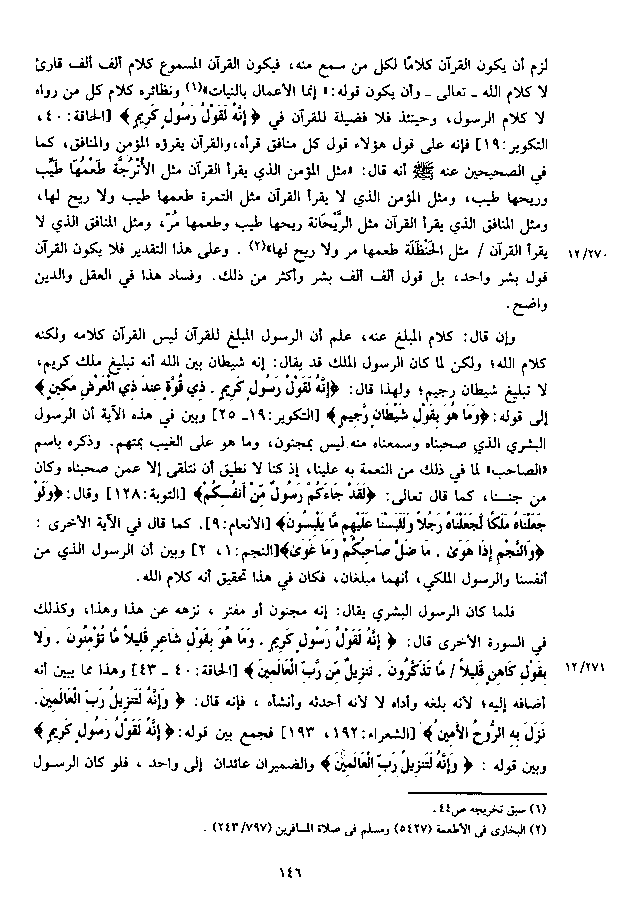 لزم أن يكون القرآن كلامًا لكل من سمع منه، فيكون القرآن المسموع كلام ألف ألف قارئ
لا كلام الله ـ تعالى ـ وأن يكون قوله: « إنما الأعمال بالنيات»(١) ونظائره كلام كل من رواه
لا كلام الرسول، وحينئذ فلا فضيلة للقرآن في ﴿ إِنَّهُ لَقَوْلُ رَسُولٍ كَرِيمٍ﴾ [الحاقة: ٤٠،
التكوير:١٩] فإنه على قول هؤلاء قول كل منافق قرأه،والقرآن يقرؤه المؤمن والمنافق، كما
في الصحيحين عنه ﷺ أنه قال: «مثل المؤمن الذي يقرأ القرآن مثل الأُتْرُجَّة طَعْمُهَا طَيِّب
وريحها طيب، ومثل المؤمن الذي لا يقرأ القرآن مثل التمرة طعمها طيب ولا ريح لها،
ومثل المنافق الذي يقرأ القرآن مثل الرَّيْحَانة ريحها طيب وطعمها مُرّ، ومثل المنافق الذي لا
يقرأ القرآن / مثل الحَنْظَلَة طعمها مر ولا ريح لها»(٢) . وعلى هذا التقدير فلا يكون القرآن
١٢/٢٧٠
قول بشر واحد، بل قول ألف ألف بشر وأكثر من ذلك. وفساد هذا في العقل والدين
واضح.
وإن قال: كلام المبلغ عنه، علم أن الرسول المبلغ للقرآن ليس القرآن كلامه ولكنه
كلام الله؛ ولكن لما كان الرسول الملك قد يقال: إنه شيطان بين الله أنه تبليغ ملك كريم،
لا تبليغ شيطان رجيم؛ ولهذا قال: ﴿إِنَّهُ لَقَوْلُ رَسُولٍ كَرِيمٍ . ذِي قُوَّةٍ عِندَ ذِي الْعَرْشِ مَكِينٍ﴾
إلى قوله: ﴿وَمَا هُوَ بِقَوْلِ شَيْطَانٍ رَّجِيمٍ﴾ [التكوير:١٩ـ ٢٥] وبين في هذه الآية أن الرسول
البشري الذي صحبناه وسمعناه منه ليس بمجنون، وما هو على الغيب بمتهم. وذكره باسم
«الصاحب» لما في ذلك من النعمة به علينا، إذ كنا لا نطيق أن نتلقى إلا عمن صحبناه وكان
من جنسنا، كما قال تعالى: ﴿لَقَدْ جَاءَكُمْ رَسُولٌ مِّنْ أَنفُسِكُمْ﴾ [التوبة:١٢٨] وقال: ﴿وَلَوْ
جَعَلْنَاهُ مَلَكًا لَّجَعَلْنَاهُ رَجُلاً وَلَلَبَسْنَا عَلَيْهِم مَّا يَلْبِسُونَ﴾ [الأنعام:٩]. كما قال في الآية الأخرى :
﴿وَالنَّجْمِ إِذَا هَوَىٰ . مَا ضَلَّ صَاحِبُكُمْ وَمَا غَوَىٰ﴾[النجم:١، ٢] وبين أن الرسول الذي من
أنفسنا والرسول الملكي، أنهما مبلغان، فكان في هذا تحقيق أنه كلام الله.
فلما كان الرسول البشري يقال: إنه مجنون أو مفتر ، نزهه عن هذا وهذا، وكذلك
في السورة الأخرى قال: ﴿ إِنَّهُ لَقَوْلُ رَسُولٍ كَرِيمٍ . وَمَا هُوَ بِقَوْلِ شَاعِرٍ قَلِيلاً مَّا تُؤْمِنُونَ . وَلا
بِقَوْلِ كَاهِنٍ قَلِيلاً / مَّا تَذَكَّرُونَ . تَنزِيلٌ مِّن رَّبِّ الْعَالَمِينَ ﴾ [الحاقة:٤٠ ـ ٤٣] وهذا مما يبين أنه
١٢/٢٧١
أضافه إليه؛ لأنه بلغه وأداه لا لأنه أحدثه وأنشأه ، فإنه قال: ﴿ وَإِنَّهُ لَتَنزِيلُ رَبِّ الْعَالَمِينَ.
نَزَلَ بِهِ الرُّوحُ الأَمِينُ﴾ [الشعراء:١٩٢، ١٩٣] فجمع بين قوله: ﴿ إِنَّهُ لَقَوْلُ رَسُولٍ كَرِيمٍ﴾
وبين قوله : ﴿ وَإِنَّهُ لَتَنزِيلُ رَبِّ الْعَالَمِينَ﴾ والضميران عائدان إلى واحد ، فلو كان الرسول
(١) سبق تخريجه ص٤٤ .
(٢) البخارى فى الأطعمة (٥٤٢٧) ومسلم فى صلاة المسافرين (٢٤٣/٧٩٧) .
١٤٦